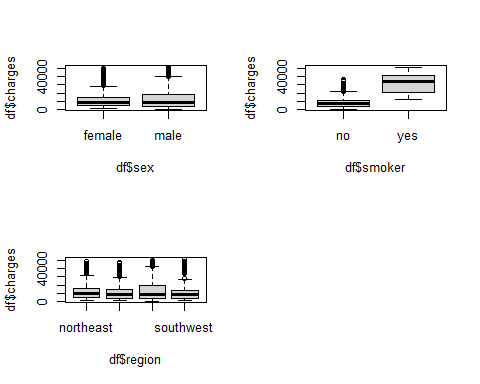 df$charges
0 40000
female male
df$sex
df$charges
0 40000
no yes
df$smoker
df$charges
0 40000
northeast southwest
df$region